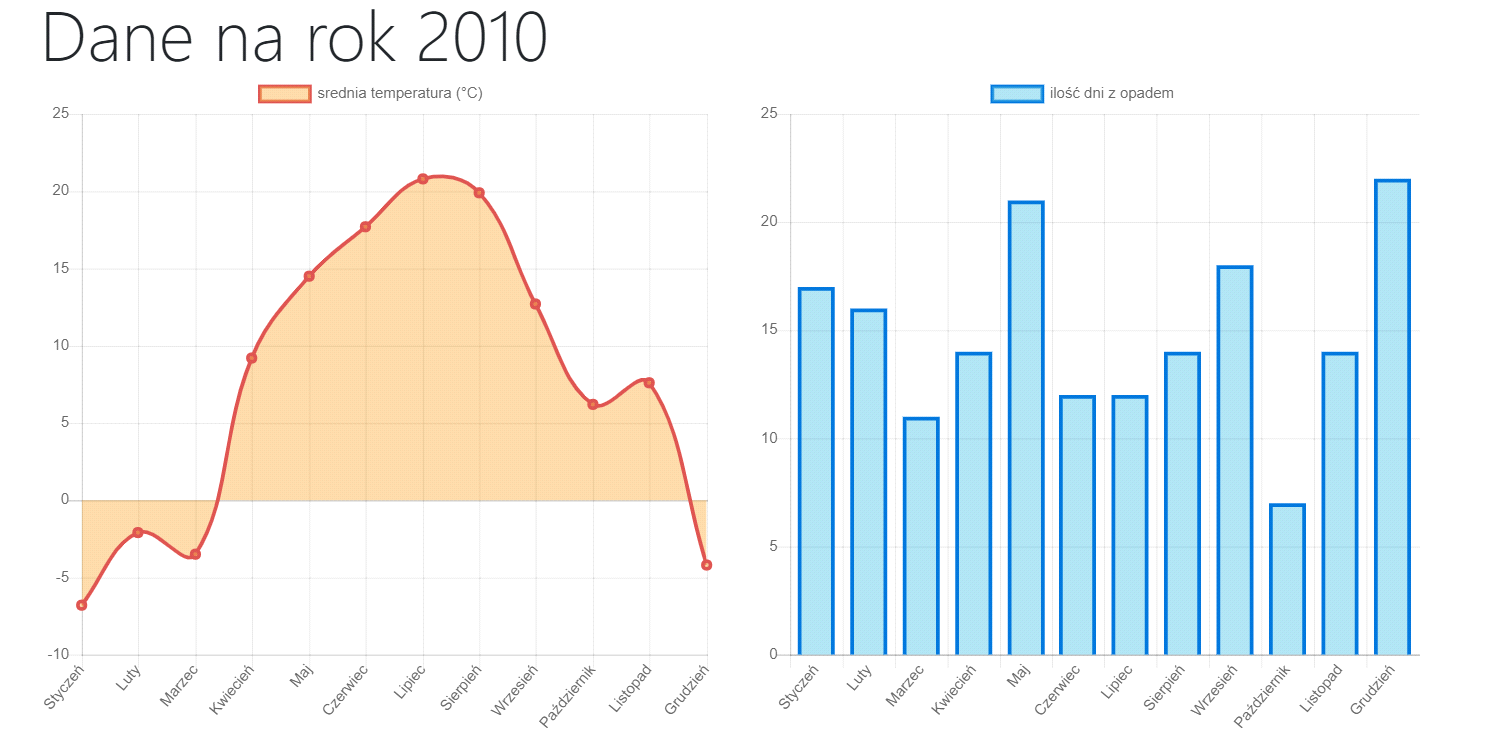 Dane na rok 2010
srednia temperatura (°C)
25
20
15
10
5
0
-5
-10
Styczeń
Luty
Marzec
Kwiecień
Maj
Czerwiec
Lipiec
Sierpień
Wrzesień
Październik
Listopad
Grudzień
ilość dni z opadem
25
20
15
10
5
0
Styczeń
Luty
Marzec
Kwiecień
Maj
Czerwiec
Lipiec
Sierpień
Wrzesień
Październik
Listopad
Grudzień